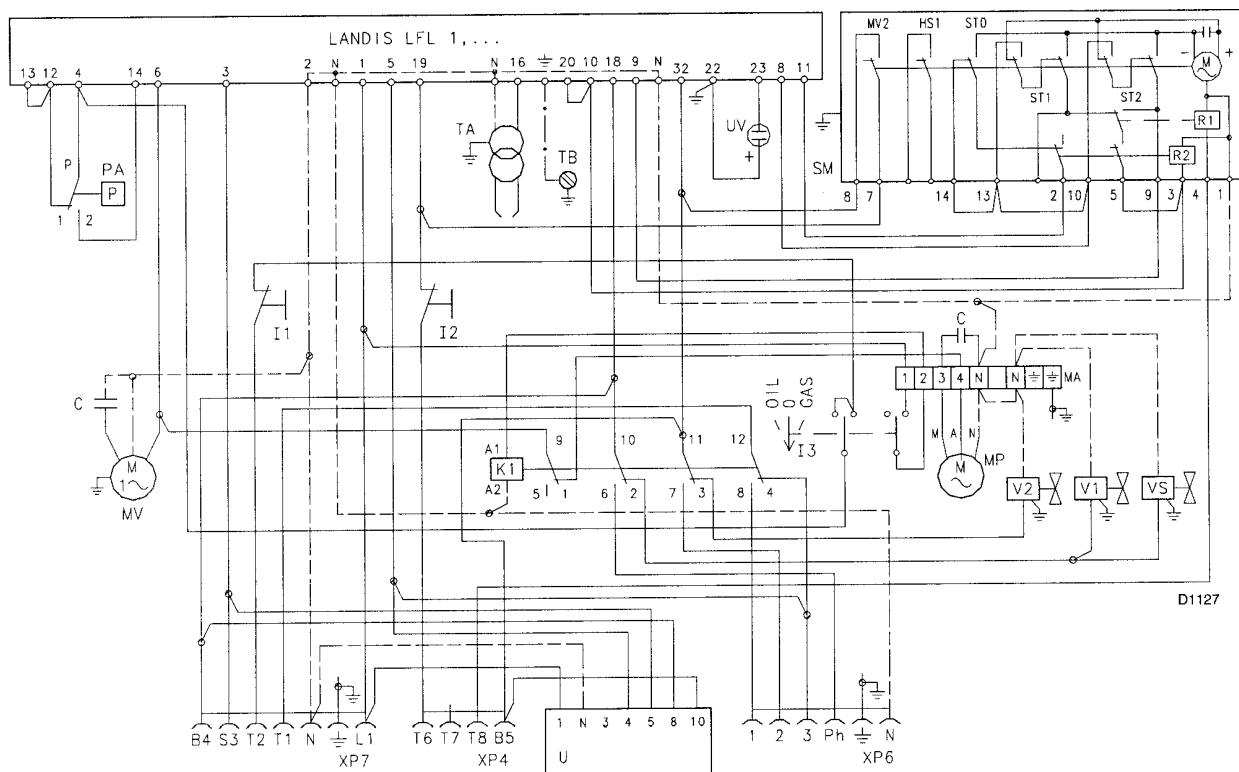 LANDIS LFL 1,...
13 12 4 14 6 3 2 N 1 5 19 N 16 20 10 18 9 N 32 22 23 8 11
MV2 HS1 ST0
- +
M
ST1 ST2
R1
R2
SM
8 7 14 13 2 10 5 9 3 4 1
TA TB UV
+
P PA
P
1 2
I1 I2
C
1 2 3 4 N N MA
OIL
O
GAS
I3
M A N
C
M
1
MV
A1
K1
A2
9 10 11 12
5 1 6 2 7 3 8 4
M
MP
V2 V1 VS
D1127
1 N 3 4 5 8 10
U
B4 S3 T2 T1 N L1 T6 T7 T8 B5 1 2 3 Ph N
XP7 XP4 XP6